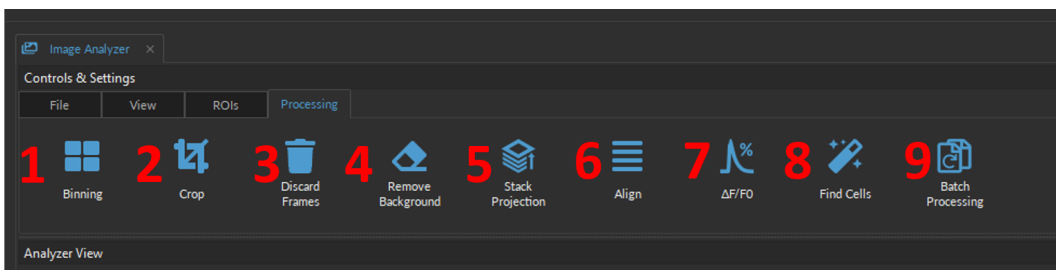 Image Analyzer ×
Controls & Settings
File View ROIs Processing
1 2 3 4 5 6 7 % 8 9
Binning Crop Discard Frames Remove Background Stack Projection Align ΔF/F0 Find Cells Batch Processing
Analyzer View